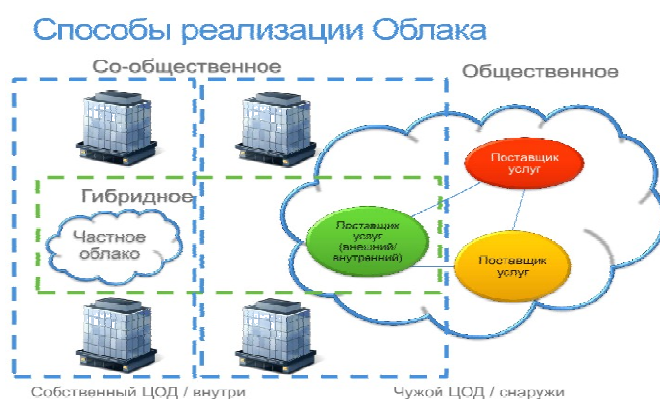 Способы реализации Облака
Со-общественное
Общественное
Поставщик
услуг
Гибридное
Частное
облако
Поставщик
услуг
(внешний/
внутренний)
Поставщик
услуг
Собственный ЦОД / внутри
Чужой ЦОД / снаружи